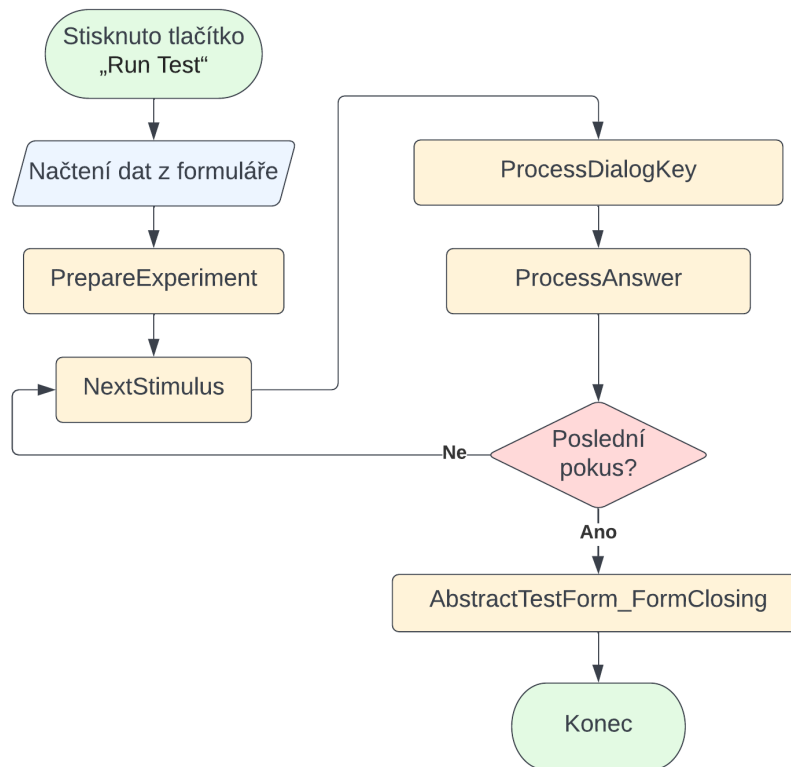 Stisknuto tlačítko
„Run Test“
Načtení dat z formuláře
PrepareExperiment
NextStimulus
ProcessDialogKey
ProcessAnswer
Poslední
pokus?
Ne
Ano
AbstractTestForm_FormClosing
Konec